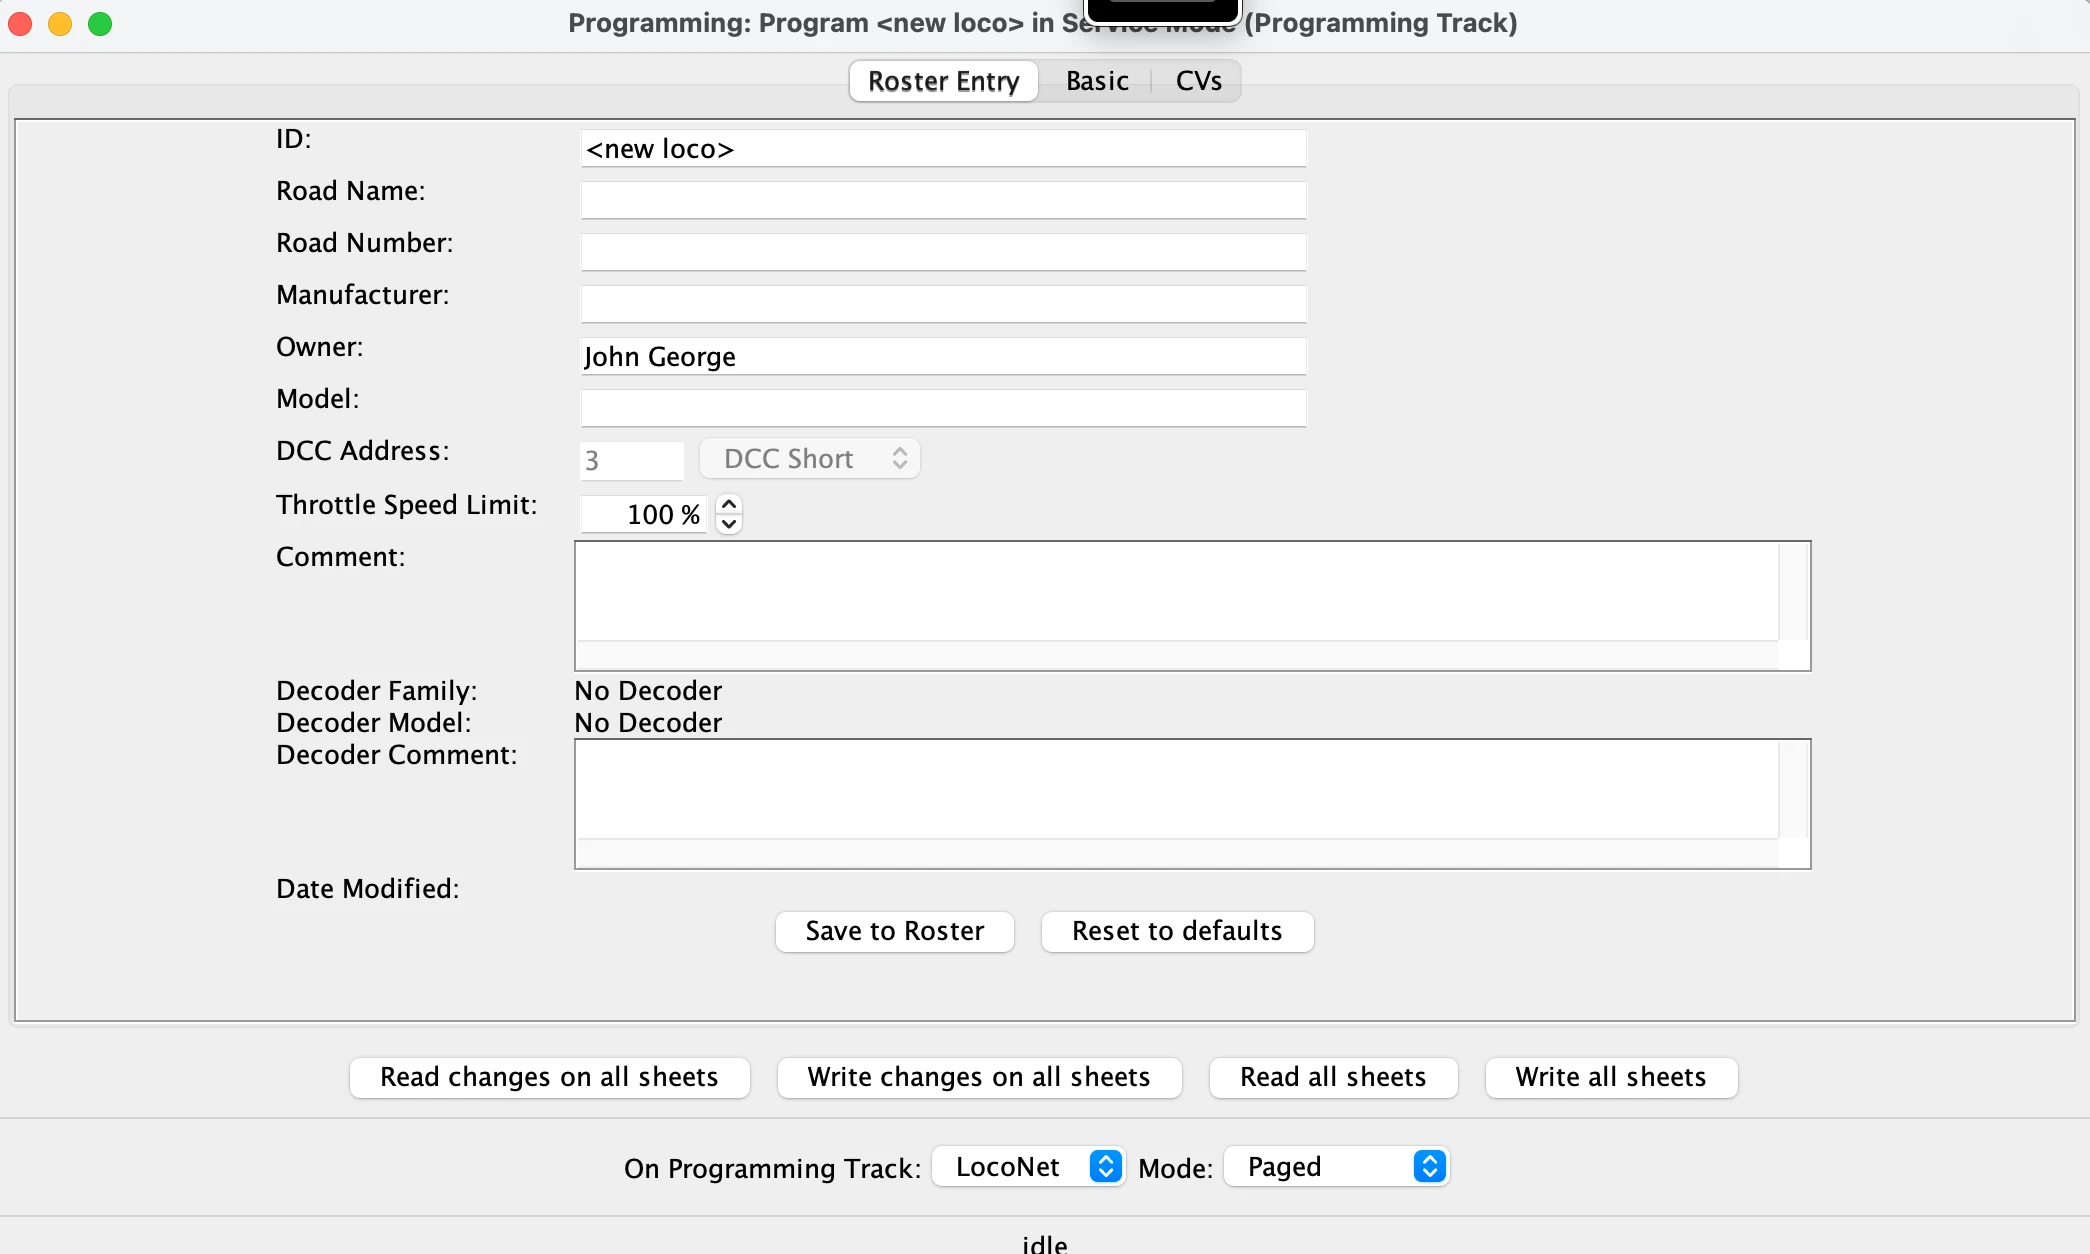 Programming: Program <new loco> in Service Mode (Programming Track)
Roster Entry Basic CVs
ID: <new loco>
Road Name:
Road Number:
Manufacturer:
Owner: John George
Model:
DCC Address: 3 DCC Short
Throttle Speed Limit: 100 %
Comment:
Decoder Family: No Decoder
Decoder Model: No Decoder
Decoder Comment:
Date Modified:
Save to Roster Reset to defaults
Read changes on all sheets Write changes on all sheets Read all sheets Write all sheets
On Programming Track: LocoNet Mode: Paged
idle